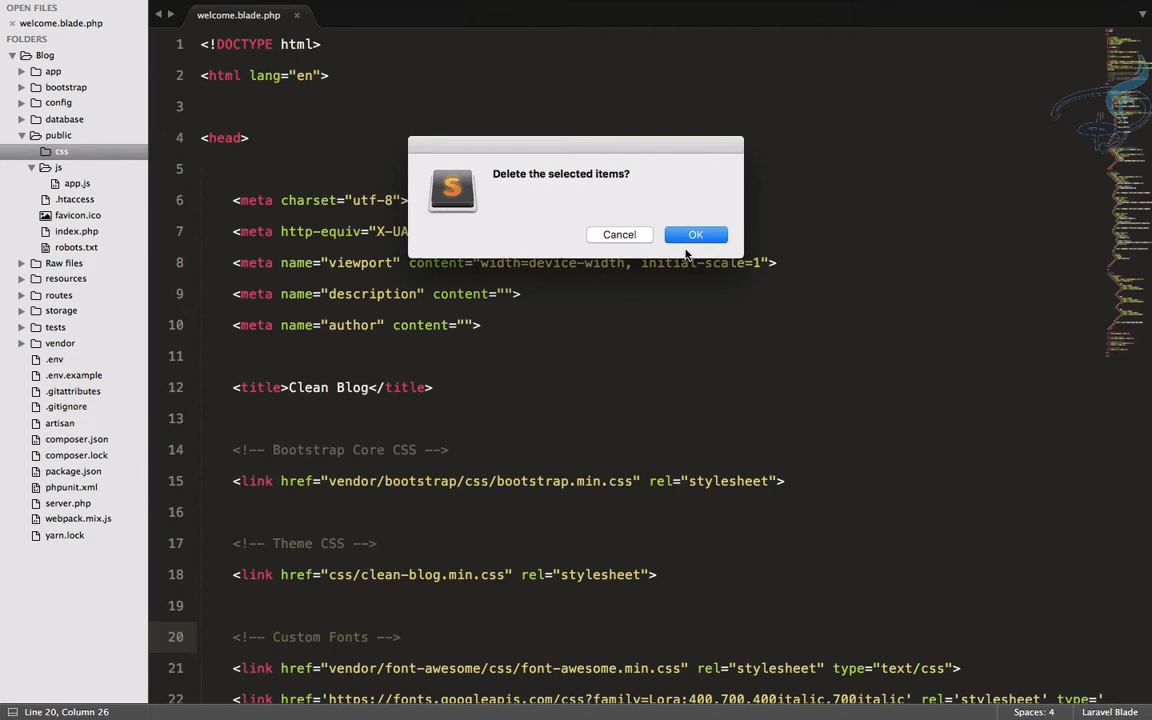 OPEN FILES
× welcome.blade.php
FOLDERS
Blog
app
bootstrap
config
database
public
css
js
app.js
.htaccess
favicon.ico
index.php
robots.txt
Raw files
resources
routes
storage
tests
vendor
.env
.env.example
.gitattributes
.gitignore
artisan
composer.json
composer.lock
package.json
phpunit.xml
server.php
webpack.mix.js
yarn.lock
welcome.blade.php ×
1 <!DOCTYPE html>
2 <html lang="en">
3
4 <head>
5
6 <meta charset="utf-8">
7 <meta http-equiv="X-UA
8 <meta name="viewport" content="width=device-width, initial-scale=1">
9 <meta name="description" content="">
10 <meta name="author" content="">
11
12 <title>Clean Blog</title>
13
14 <!-- Bootstrap Core CSS -->
15 <link href="vendor/bootstrap/css/bootstrap.min.css" rel="stylesheet">
16
17 <!-- Theme CSS -->
18 <link href="css/clean-blog.min.css" rel="stylesheet">
19
20 <!-- Custom Fonts -->
21 <link href="vendor/font-awesome/css/font-awesome.min.css" rel="stylesheet" type="text/css">
22 <link href='https://fonts.googleapis.com/css?family=Lora:400,700,400italic,700italic' rel='stylesheet' type='
Delete the selected items?
Cancel OK
Line 20, Column 26
Spaces: 4 Laravel Blade